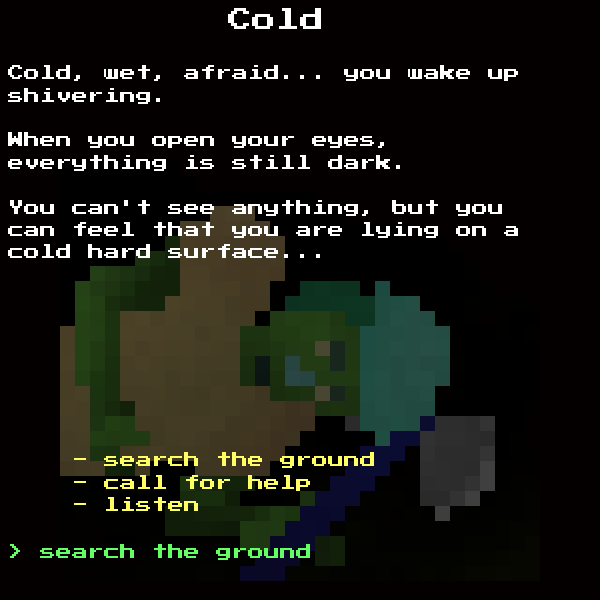 Cold
Cold, wet, afraid... you wake up
shivering.
When you open your eyes,
everything is still dark.
You can't see anything, but you
can feel that you are lying on a
cold hard surface...
- search the ground
- call for help
- listen
> search the ground